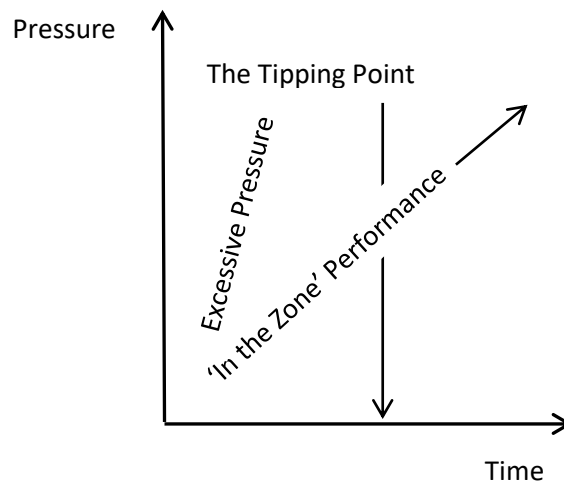 Pressure
The Tipping Point
Excessive Pressure
‘In the Zone’ Performance
Time